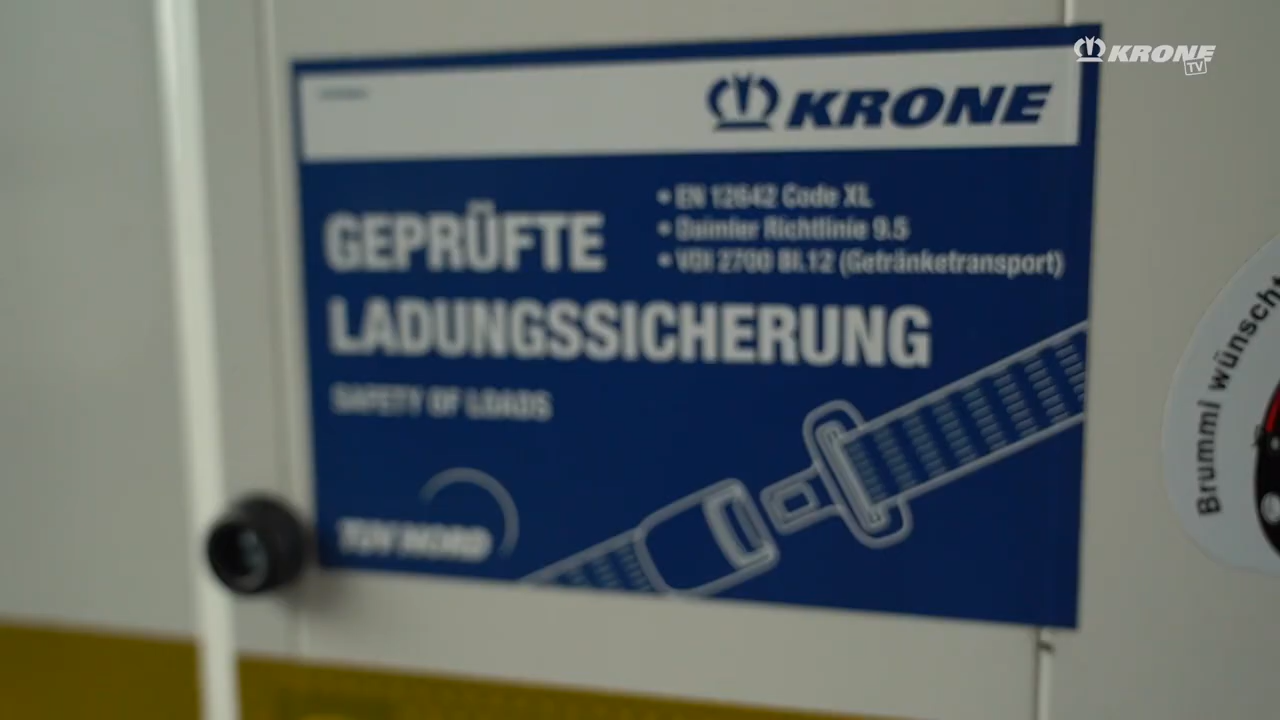 KRONE
TV
KRONE
GEPRÜFTE
• EN 12642 Code XL
• Daimler Richtlinie 9.5
• VDI 2700 Bl.12 (Getränketransport)
LADUNGSSICHERUNG
SAFETY OF LOADS
TÜV NORD
Brummi wünscht